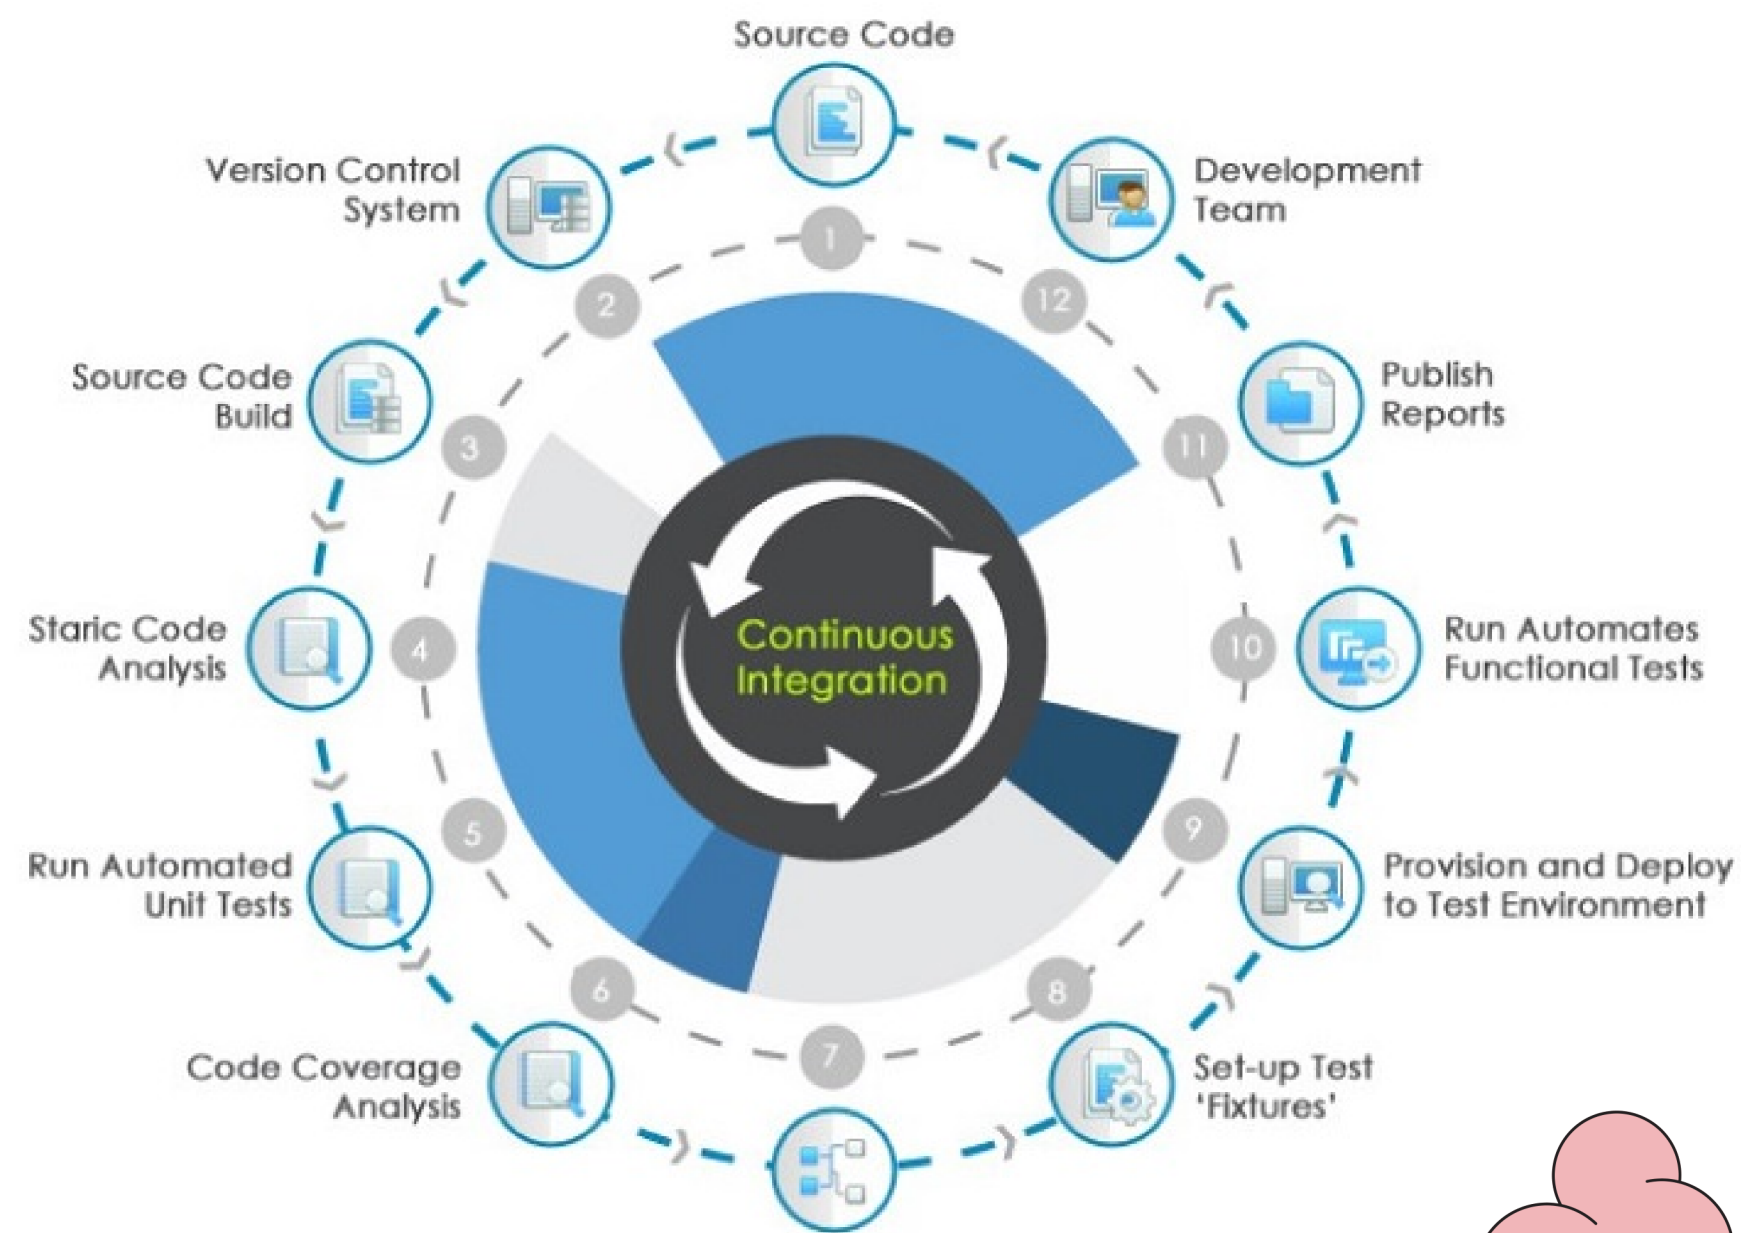 Source Code
Version Control
System
Development
Team
Source Code
Build
Publish
Reports
Staric Code
Analysis
Run Automates
Functional Tests
Run Automated
Unit Tests
Provision and Deploy
to Test Environment
Code Coverage
Analysis
Set-up Test
'Fixtures'
1
2
3
4
5
6
7
8
9
10
11
12
Continuous
Integration